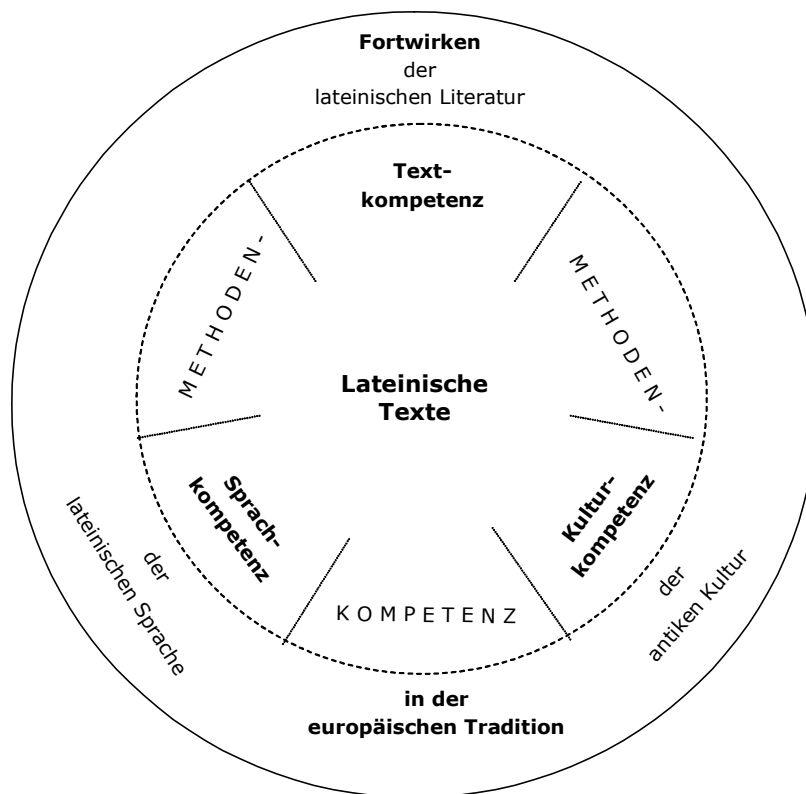 Fortwirken
der
lateinischen Literatur
Text-
kompetenz
METHODEN-
METHODEN-
Lateinische
Texte
Sprach-
kompetenz
Kultur-
kompetenz
der
lateinischen Sprache
der
antiken Kultur
KOMPETENZ
in der
europäischen Tradition